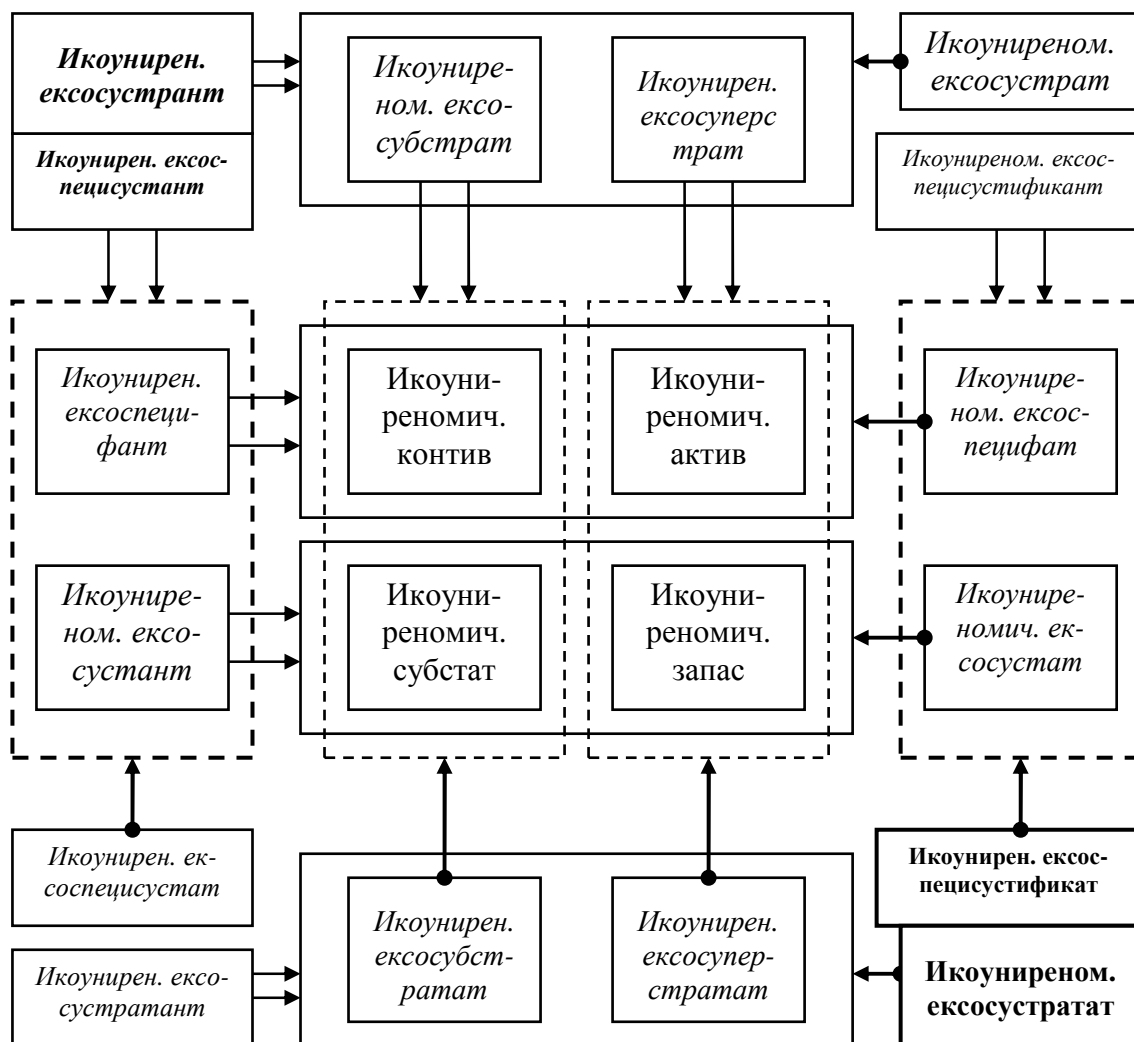 Икоунирен.
ексосустрант
Икоунире-
ном. ексо-
субстрат
Икоунирен.
ексосуперс
трат
Икоуниреном.
ексосустрат
Икоунирен. ексос-
пецисустант
Икоуниреном. ексос-
пецисустификант
Икоунирен.
ексоспеци-
фант
Икоуни-
реномич.
контив
Икоуни-
реномич.
актив
Икоунире-
ном. ексос-
пецифат
Икоунире-
ном. ексо-
сустант
Икоуни-
реномич.
субстат
Икоуни-
реномич.
запас
Икоунире-
номич. ек-
сосустат
Икоунирен. ек-
соспецисустат
Икоунирен. ексос-
пецисустификат
Икоунирен.
ексосубст-
ратат
Икоунирен.
ексосупер-
стратат
Икоунирен. ексо-
сустратант
Икоуниреном.
ексосустратат